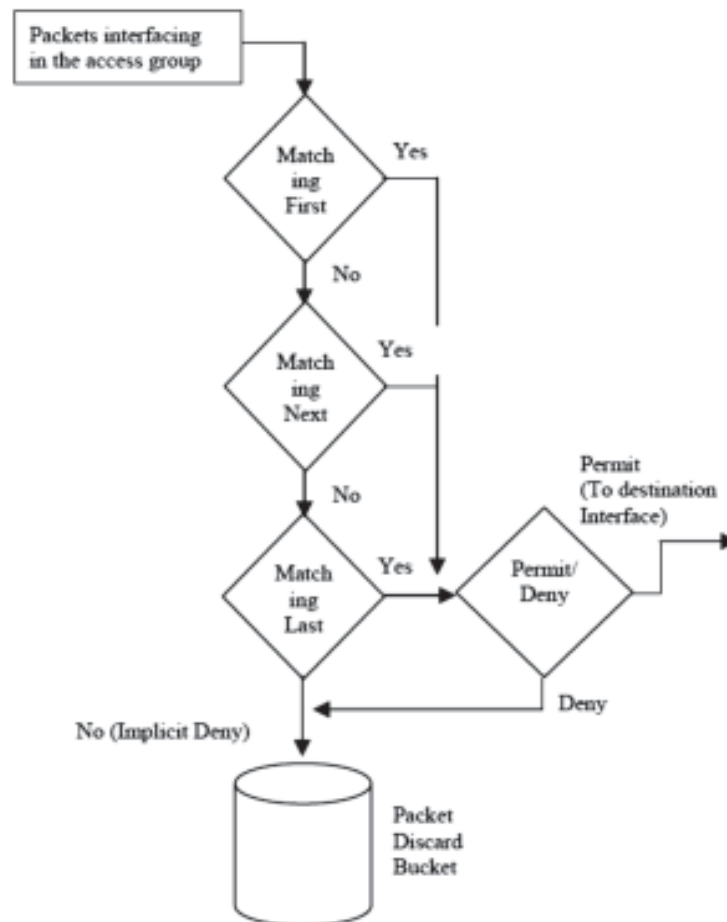 Packets interfacing
in the access group
Match
ing
First
Yes
No
Match
ing
Next
Yes
No
Match
ing
Last
Yes
Permit/
Deny
Permit
(To destination
Interface)
Deny
No (Implicit Deny)
Packet
Discard
Bucket